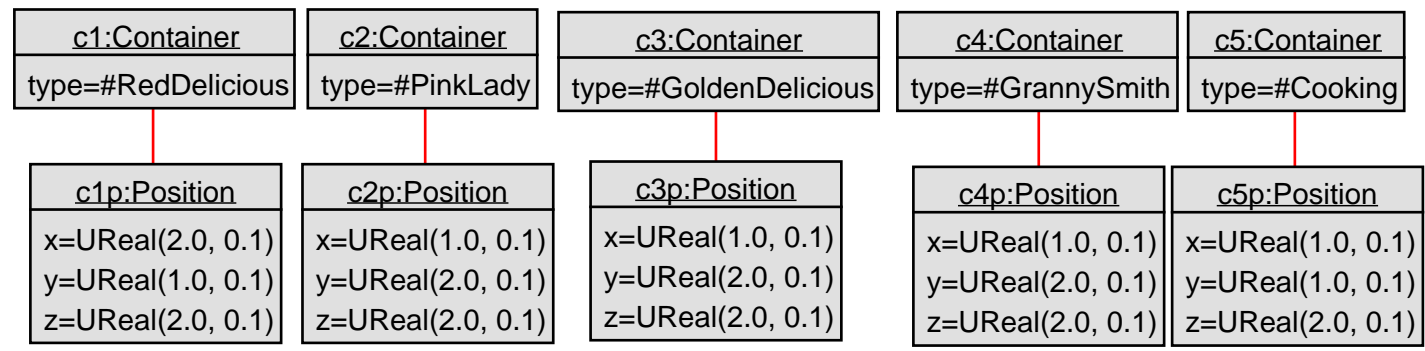 c1:Container
type=#RedDelicious
c2:Container
type=#PinkLady
c3:Container
type=#GoldenDelicious
c4:Container
type=#GrannySmith
c5:Container
type=#Cooking
c1p:Position
x=UReal(2.0, 0.1)
y=UReal(1.0, 0.1)
z=UReal(2.0, 0.1)
c2p:Position
x=UReal(1.0, 0.1)
y=UReal(2.0, 0.1)
z=UReal(2.0, 0.1)
c3p:Position
x=UReal(1.0, 0.1)
y=UReal(2.0, 0.1)
z=UReal(2.0, 0.1)
c4p:Position
x=UReal(1.0, 0.1)
y=UReal(2.0, 0.1)
z=UReal(2.0, 0.1)
c5p:Position
x=UReal(1.0, 0.1)
y=UReal(1.0, 0.1)
z=UReal(2.0, 0.1)